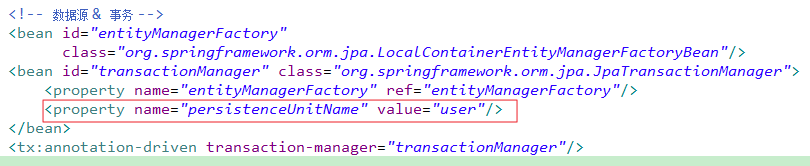 <!-- 数据源 & 事务 -->
<bean id="entityManagerFactory"
class="org.springframework.orm.jpa.LocalContainerEntityManagerFactoryBean"/>
<bean id="transactionManager" class="org.springframework.orm.jpa.JpaTransactionManager">
<property name="entityManagerFactory" ref="entityManagerFactory"/>
<property name="persistenceUnitName" value="user"/>
</bean>
<tx:annotation-driven transaction-manager="transactionManager"/>